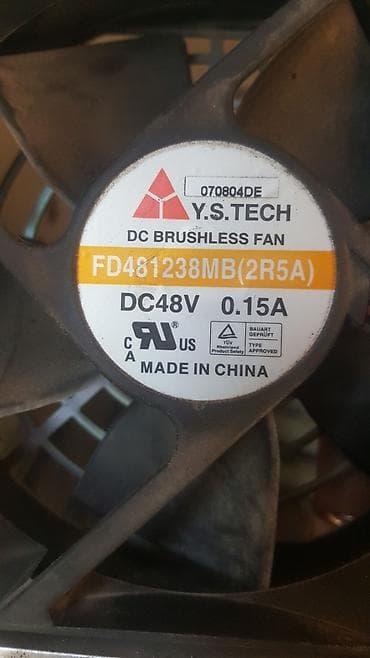 070804DE
Y.S.TECH
DC BRUSHLESS FAN
FD481238MB(2R5A)
DC48V 0.15A
C RU US
A
TÜV
Rheinland
Product Safety
BAUART
GEPRÜFT
TYPE
APPROVED
MADE IN CHINA